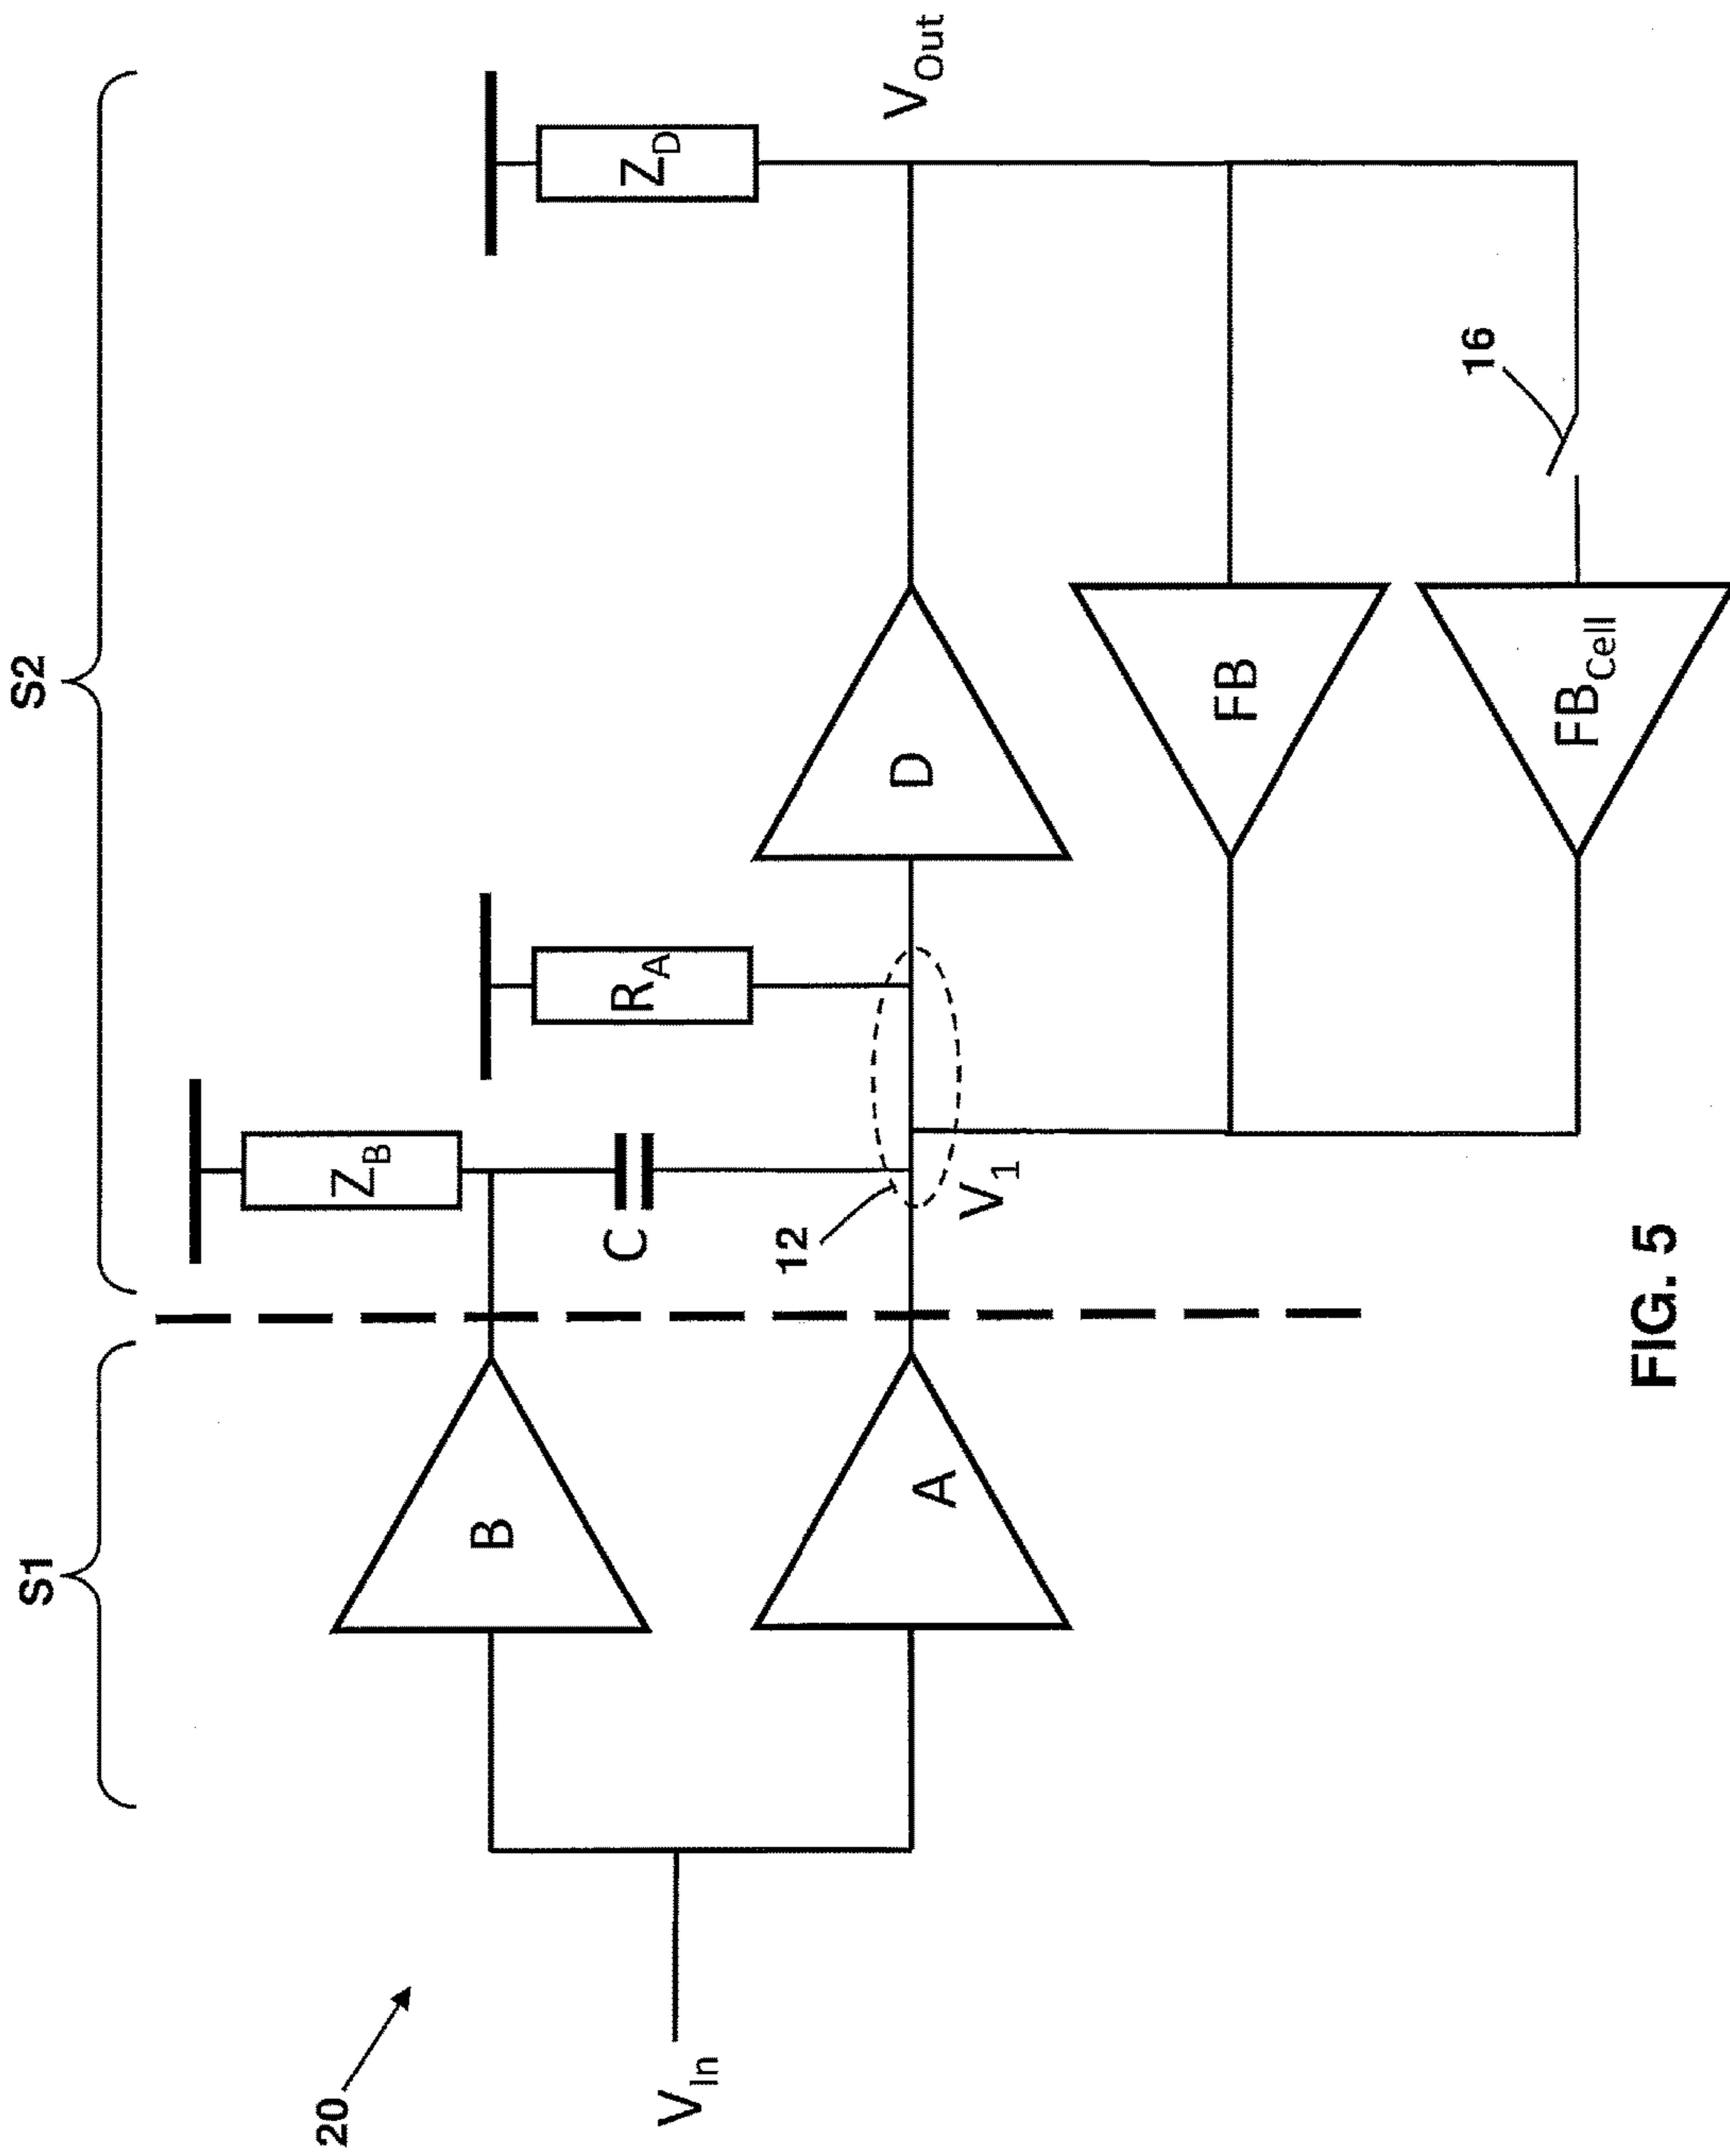 S1
S2
20
B
Z_B
C
Z_D
R_A
V_In
A
12
V_1
D
V_Out
FB
16
FB_Cell
FIG. 5